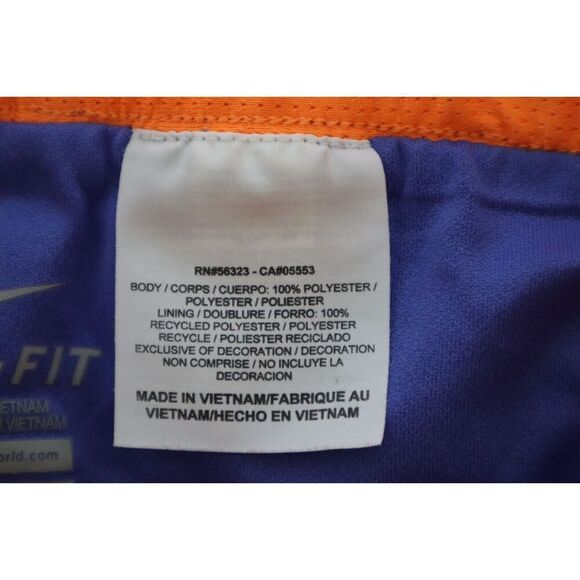 RN#56323 - CA#05553
BODY / CORPS / CUERPO: 100% POLYESTER /
POLYESTER / POLIESTER
LINING / DOUBLURE / FORRO: 100%
RECYCLED POLYESTER / POLYESTER
RECYCLE / POLIESTER RECICLADO
EXCLUSIVE OF DECORATION / DECORATION
NON COMPRISE / NO INCLUYE LA
DECORACION
MADE IN VIETNAM/FABRIQUE AU
VIETNAM/HECHO EN VIETNAM
FIT
ETNAM
VIETNAM
orld.com